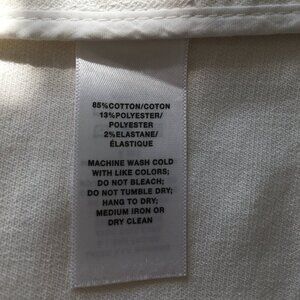 85%COTTON/COTON
13%POLYESTER/
POLYESTER
2%ELASTANE/
ÉLASTIQUE
MACHINE WASH COLD
WITH LIKE COLORS;
DO NOT BLEACH;
DO NOT TUMBLE DRY;
HANG TO DRY;
MEDIUM IRON OR
DRY CLEAN